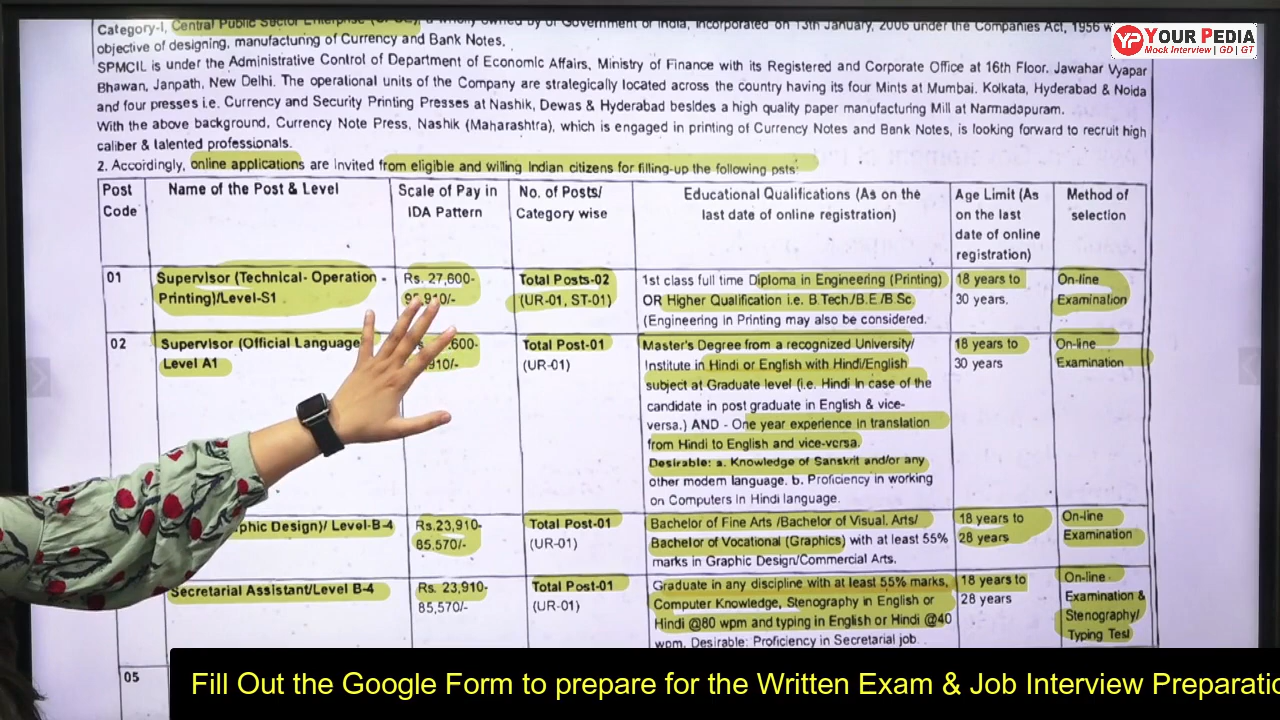 Category-I, Central Public Sector Enterprise (CPSE), a wholly owned by of Government of India, incorporated on 13th January, 2006 under the Companies Act, 1956
objective of designing, manufacturing of Currency and Bank Notes.
SPMCIL is under the Administrative Control of Department of Economic Affairs, Ministry of Finance with its Registered and Corporate Office at 16th Floor, Jawahar Vyapar
Bhawan, Janpath, New Delhi. The operational units of the Company are strategically located across the country having its four Mints at Mumbai. Kolkata, Hyderabad & Noida
and four presses i.e. Currency and Security Printing Presses at Nashik, Dewas & Hyderabad besides a high quality paper manufacturing Mill at Narmadapuram.
With the above background, Currency Note Press, Nashik (Maharashtra), which is engaged in printing of Currency Notes and Bank Notes, is looking forward to recruit high
caliber & talented professionals.
2. Accordingly, online applications are Invited from eligible and willing Indian citizens for filling-up the following psts:
Post
Code
Name of the Post & Level
Scale of Pay in
IDA Pattern
No. of Posts/
Category wise
Educational Qualifications (As on the
last date of online registration)
Age Limit (As
on the last
date of online
registration)
Method of
selection
01
Supervisor (Technical- Operation -
Printing)/Level-S1
Rs. 27,600-
Total Posts-02
(UR-01, ST-01)
1st class full time Diploma in Engineering (Printing)
OR Higher Qualification i.e. B.Tech./B.E/B Sc
(Engineering in Printing may also be considered.
18 years to
30 years.
On-line
Examination
02
Supervisor (Official Language
Level A1
600-
910/-
Total Post-01
(UR-01)
Master's Degree from a recognized University/
Institute in Hindi or English with Hindi/English
subject at Graduate level (i.e. Hindi In case of the
candidate in post graduate in English & vice-
versa.) AND - One year experience in translation
from Hindi to English and vice-versa.
Desirable: a. Knowledge of Sanskrit and/or any
other modem language. b. Proficiency in working
on Computers In Hindi language.
18 years to
30 years
On-line
Examination
phic Design)/ Level-B-4
Rs.23,910-
85,570/-
Total Post-01
(UR-01)
Bachelor of Fine Arts /Bachelor of Visual. Arts/
Bachelor of Vocational (Graphics) with at least 55%
marks in Graphic Design/Commercial Arts.
18 years to
28 years
On-line
Examination
Secretarial Assistant/Level B-4
Rs. 23,910-
85,570/-
Total Post-01
(UR-01)
Graduate in any discipline with at least 55% marks,
Computer Knowledge, Stenography in English or
Hindi @80 wpm and typing in English or Hindi @40
wpm. Desirable: Proficiency in Secretarial job.
18 years to
28 years
On-line
Examination &
Stenography/
Typing Test
05
YP YOUR PEDIA
Mock Interview | GD | GT
Fill Out the Google Form to prepare for the Written Exam & Job Interview Preparatio